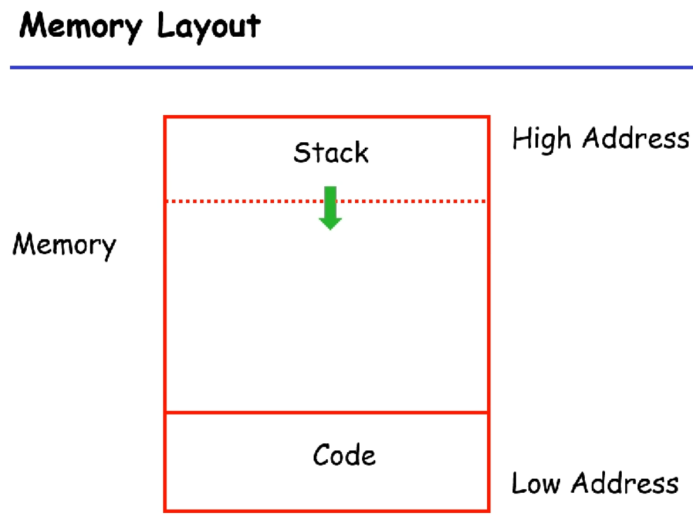 Memory Layout
High Address
Stack
Memory
Code
Low Address